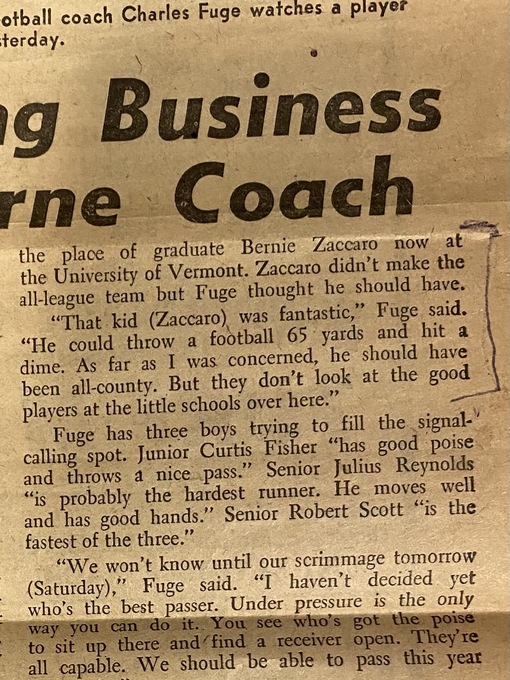 otball coach Charles Fuge watches a player
sterday.
ng Business
rne Coach
the place of graduate Bernie Zaccaro now at
the University of Vermont. Zaccaro didn't make the
all-league team but Fuge thought he should have.
"That kid (Zaccaro) was fantastic," Fuge said.
"He could throw a football 65 yards and hit a
dime. As far as I was concerned, he should have
been all-county. But they don't look at the good
players at the little schools over here."
Fuge has three boys trying to fill the signal-
calling spot. Junior Curtis Fisher "has good poise
and throws a nice pass." Senior Julius Reynolds
"is probably the hardest runner. He moves well
and has good hands." Senior Robert Scott "is the
fastest of the three."
"We won't know until our scrimmage tomorrow
(Saturday)," Fuge said. "I haven't decided yet
who's the best passer. Under pressure is the only
way you can do it. You see who's got the poise
to sit up there and find a receiver open. They're
all capable. We should be able to pass this year